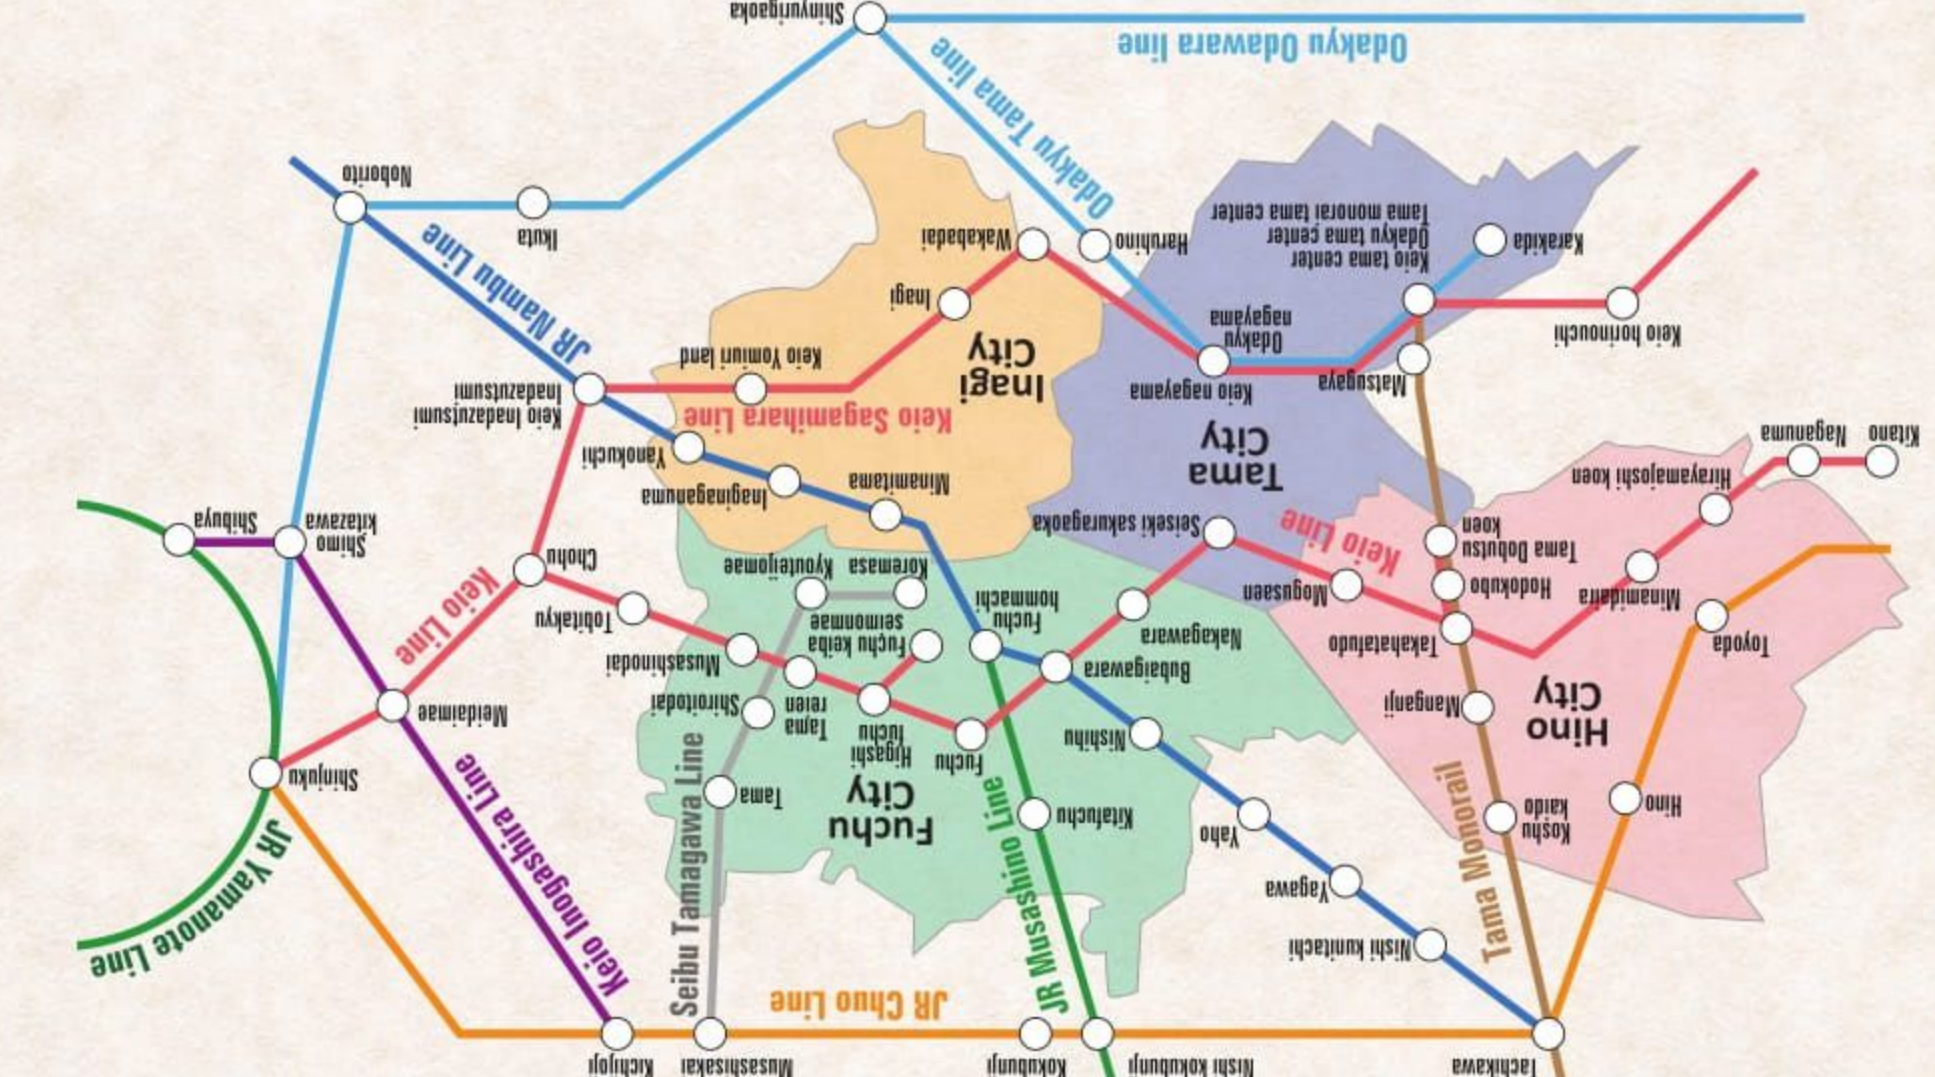 Tachikawa
Nishi kokubunji
Kokubunji
Musashisakai
Kichijoji
JR Chuo Line
Nishi kunitachi
Yagawa
Yaho
Nishihu
Tama Monorail
Koshu
kaido
Hino
Hino
City
Manganji
Toyoda
Takahatafudo
Minamidaira
Hodokubo
Tama Dobutsu
koen
Mogusaen
Keio Line
Hirayamajoshi koen
Naganuma
Kitano
JR Musashino Line
Kitafuchu
Fuchu
City
Fuchu
Higashi
fuchu
Tama
reien
Bubaigawara
Nakagawara
Fuchu
hommachi
Fuchu keiba
seimonmae
Koremasa
Kyouteijomae
Seibu Tamagawa Line
Tama
Shiroitodai
Musashinodai
Tobitakyu
Chohu
Keio Inogashira Line
JR Yamanote Line
Shinjuku
Meidaimae
Keio Line
Shimo
kitazawa
Shibuya
Seiseki sakuragaoka
Tama
City
Minamitama
Inaginaganuma
Yanokuchi
Keio Sagamihara Line
Keio Inadazutsumi
Inadazutsumi
Keio Yomiuri land
Inagi
City
Inagi
Wakabadai
Keio nagayama
Odakyu
nagayama
Matsugaya
Keio horinouchi
Keio tama center
Odakyu tama center
Tama monorai tama center
Karakida
Haruhino
JR Nambu Line
Ikuta
Noborito
Odakyu Tama line
Odakyu Odawara line
Shinyurigaoka